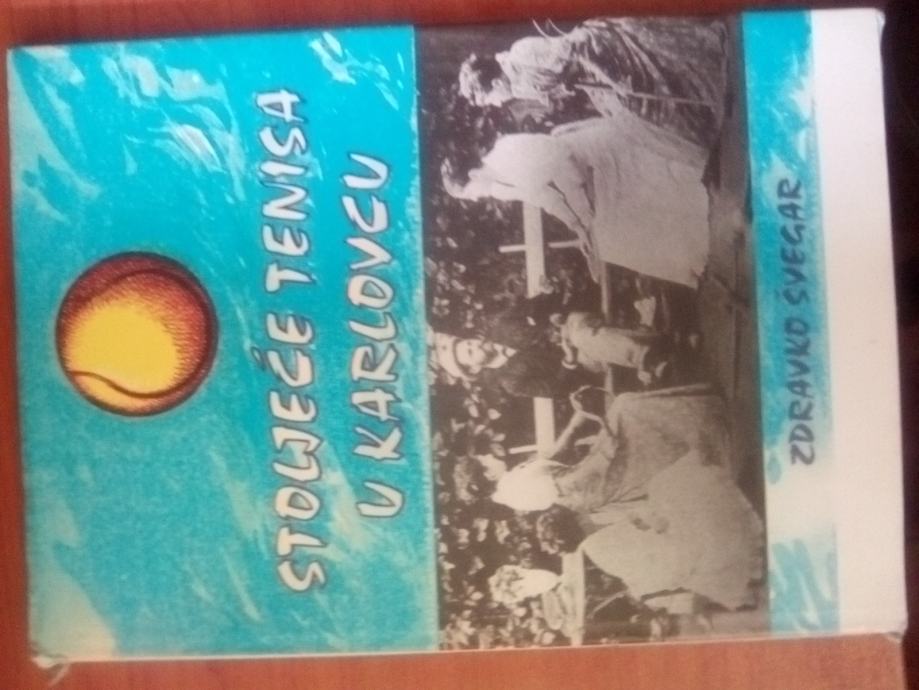 STOLJEĆE TENISA
U KARLOVCU
ZDRAVKO ŠVEGAR